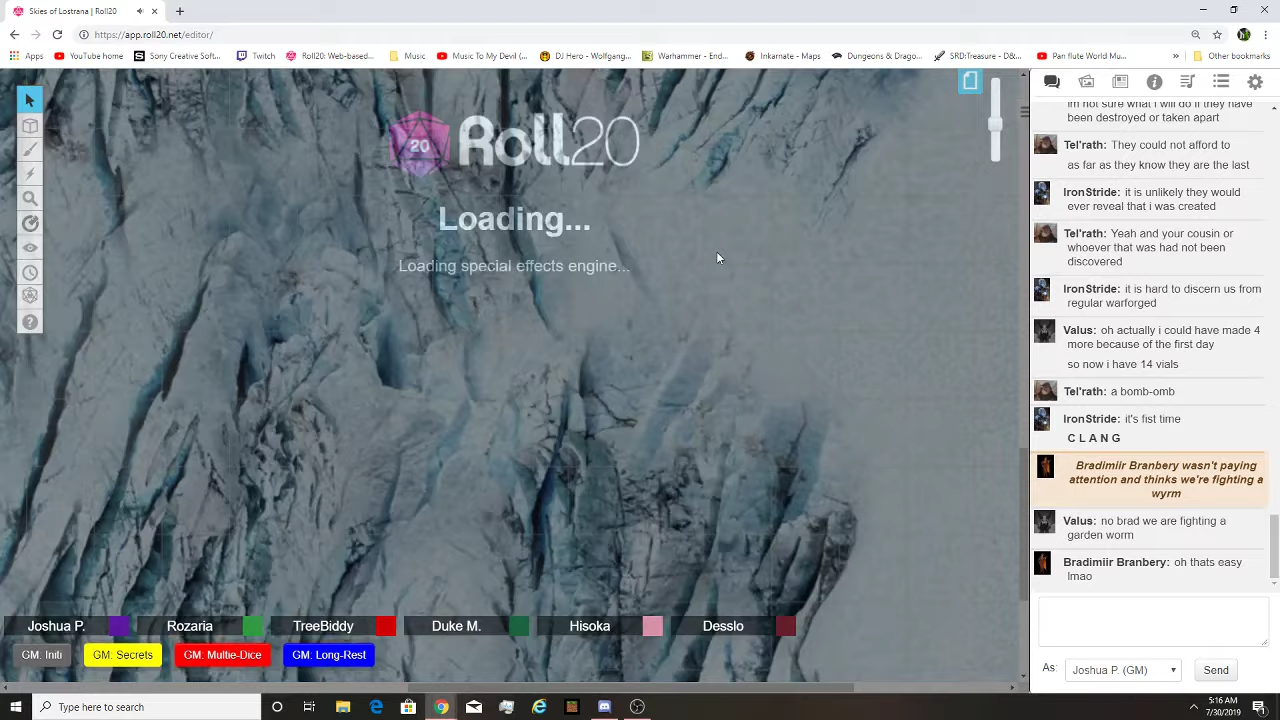 Skies of Lostrana | Roll20
https://app.roll20.net/editor/
Apps
YouTube
Sony Creative Soft...
Twitch
Roll20: Web-based...
Music
Music To My Devil (...
DJ Hero - Wolfgang...
Warhammer - End...
Inkarnate - Maps
Dungeons & Drago...
SRD:Treasure - D&...
Pan flute World Mu...
»
20
Roll20
Loading...
Loading special effects engine...
im not sure what i will do if they have
been destroyed or taken apart
Tel'rath: They could not afford to
as far as they know they are the last
IronStride: it is unlikely they would
ever reveal that i was created
Tel'rath: Yeah and your cousin or
whoever that was had not been
discovered
IronStride: it is hard to discern us from
regular warforged
Valus: oh actually i could have made 4
more because of the first day
so now i have 14 vials
Tel'rath: a bomb-omb
IronStride: it's fist time
C L A N G
Bradimiir Branbery wasn't paying
attention and thinks we're fighting a
wyrm
Valus: no brad we are fighting a
garden worm
Bradimiir Branbery: oh thats easy
lmao
Joshua P.
Rozaria
TreeBiddy
Duke M.
Hisoka
Desslo
GM: Initi
GM: Secrets
GM: Multie-Dice
GM: Long-Rest
As:
Joshua P. (GM)
Send
Type here to search
5:16 AM
7/30/2019